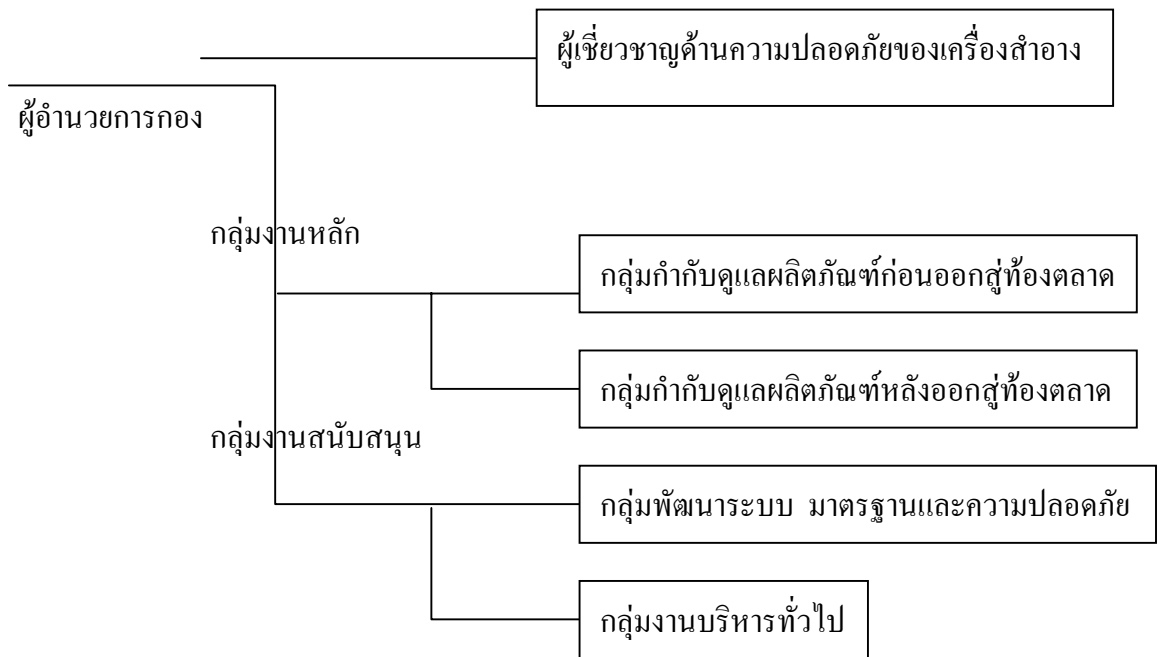 ผู้เชี่ยวชาญด้านความปลอดภัยของเครื่องสำอาง
ผู้อำนวยการกอง
กลุ่มงานหลัก
กลุ่มกำกับดูแลผลิตภัณฑ์ก่อนออกสู่ท้องตลาด
กลุ่มกำกับดูแลผลิตภัณฑ์หลังออกสู่ท้องตลาด
กลุ่มงานสนับสนุน
กลุ่มพัฒนาระบบ มาตรฐานและความปลอดภัย
กลุ่มงานบริหารทั่วไป